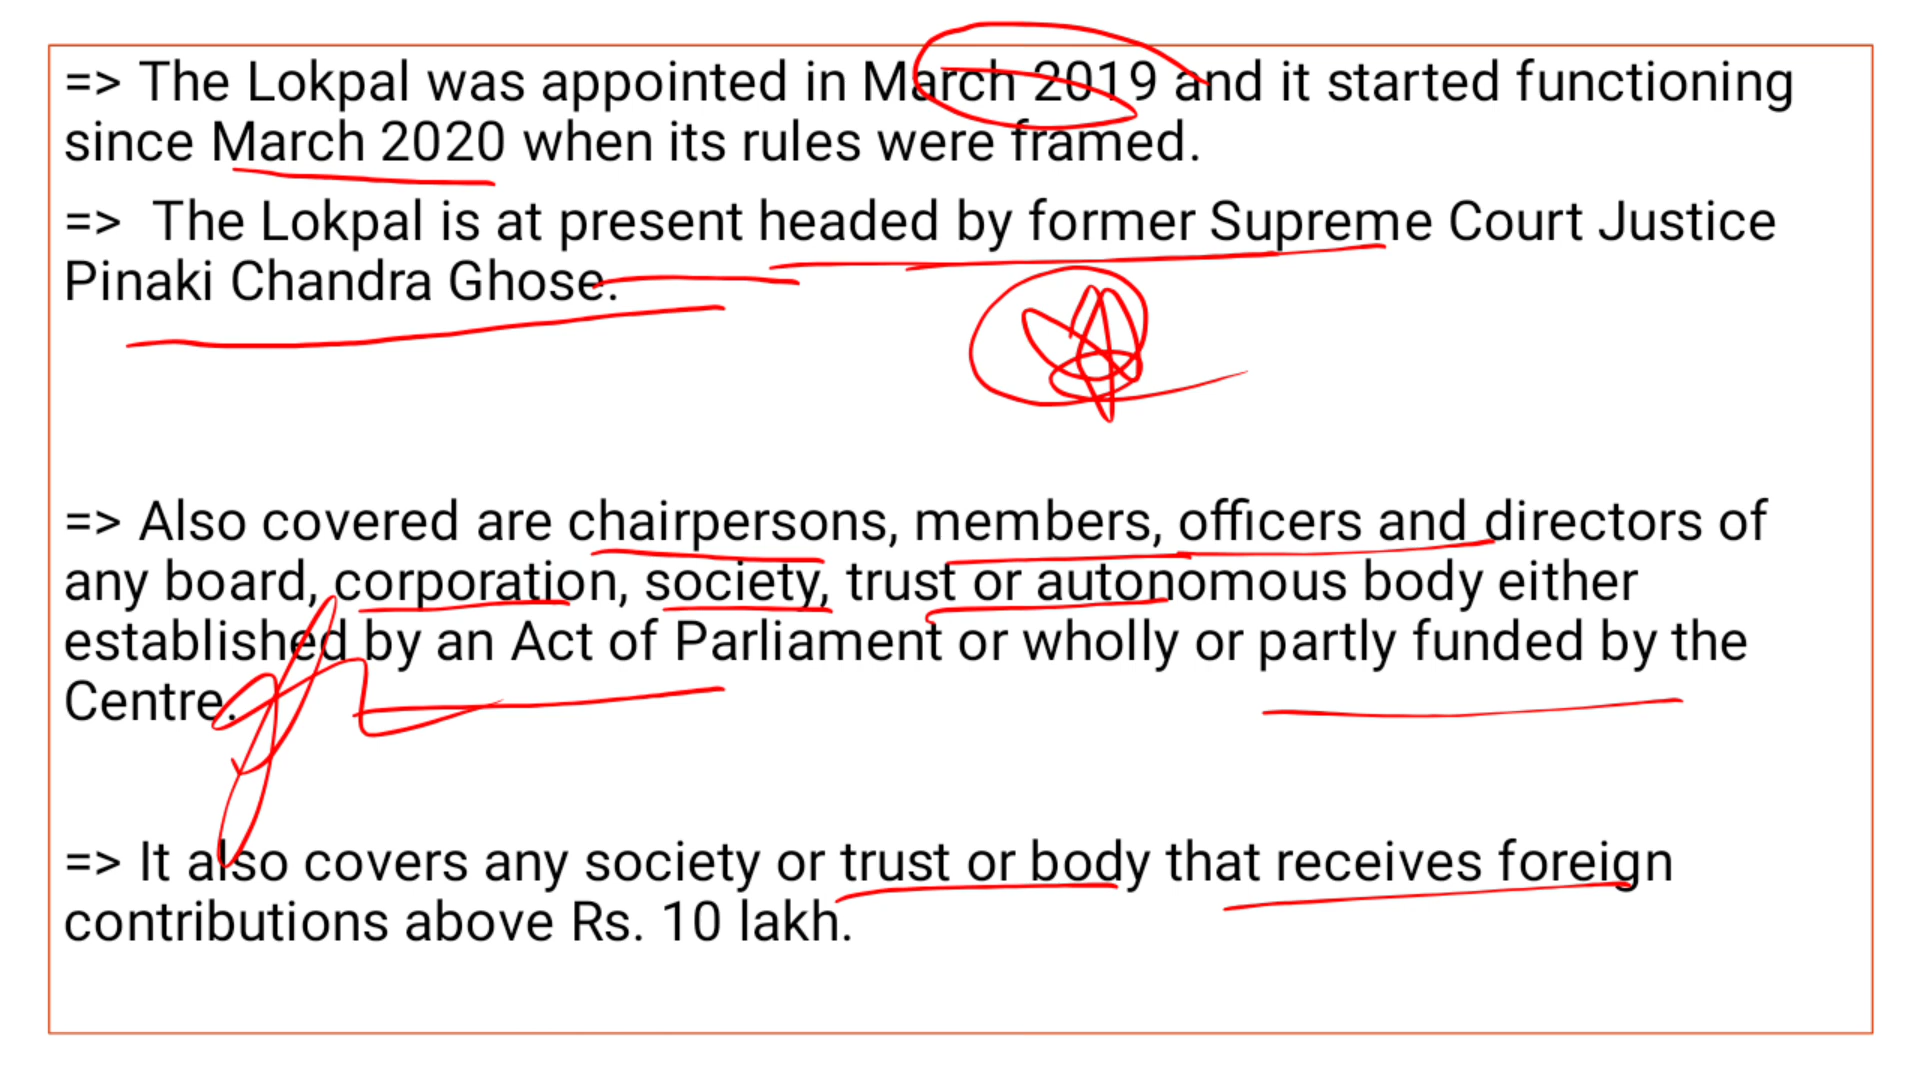 => The Lokpal was appointed in March 2019 and it started functioning
since March 2020 when its rules were framed.
=> The Lokpal is at present headed by former Supreme Court Justice
Pinaki Chandra Ghose.
=> Also covered are chairpersons, members, officers and directors of
any board, corporation, society, trust or autonomous body either
established by an Act of Parliament or wholly or partly funded by the
Centre.
=> It also covers any society or trust or body that receives foreign
contributions above Rs. 10 lakh.